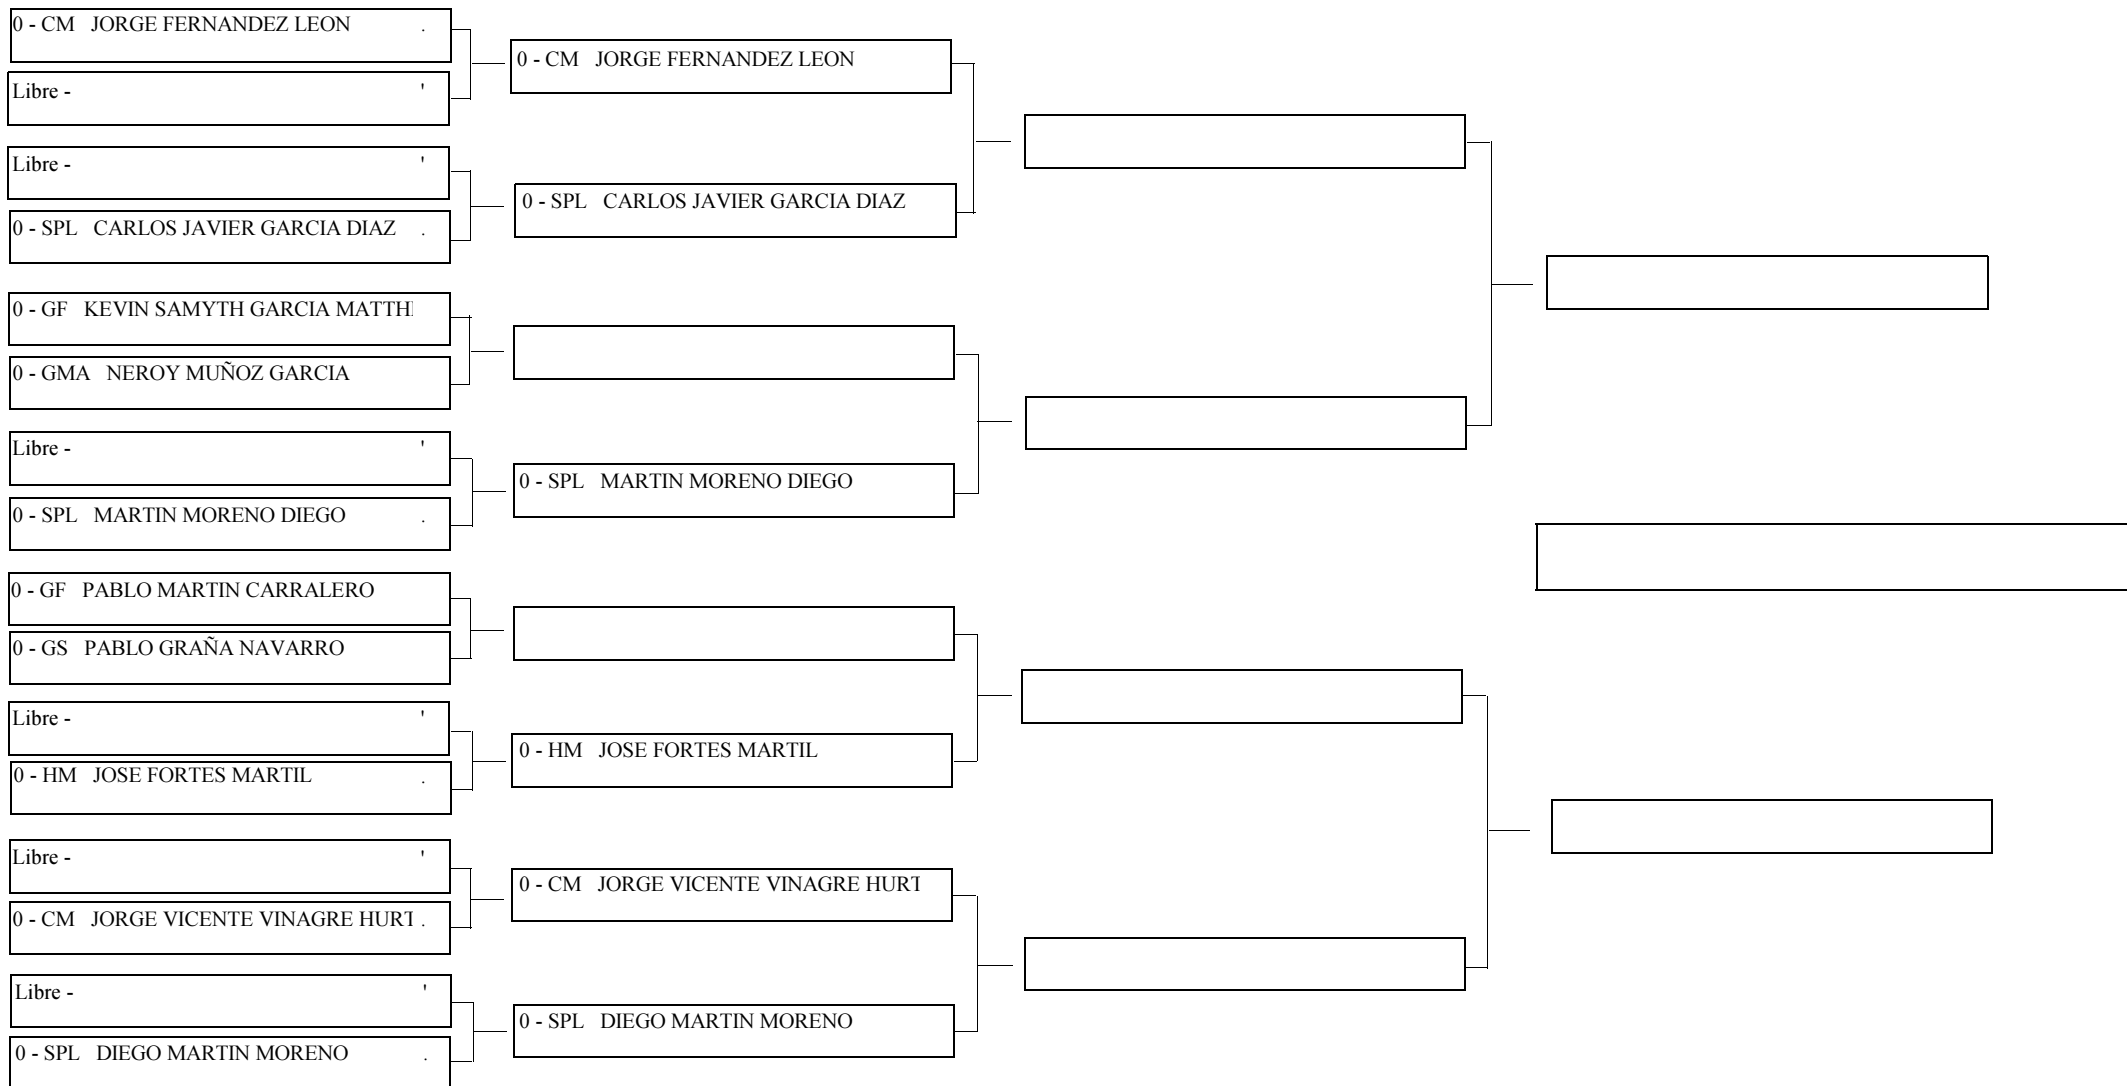 0 - CM JORGE FERNANDEZ LEON .
Libre - '
Libre - '
0 - SPL CARLOS JAVIER GARCIA DIAZ .
0 - GF KEVIN SAMYTH GARCIA MATTH
0 - GMA NEROY MUÑOZ GARCIA
Libre - '
0 - SPL MARTIN MORENO DIEGO .
0 - GF PABLO MARTIN CARRALERO
0 - GS PABLO GRAÑA NAVARRO
Libre - '
0 - HM JOSE FORTES MARTIL .
Libre - '
0 - CM JORGE VICENTE VINAGRE HURT .
Libre - '
0 - SPL DIEGO MARTIN MORENO .
0 - CM JORGE FERNANDEZ LEON
0 - SPL CARLOS JAVIER GARCIA DIAZ
0 - SPL MARTIN MORENO DIEGO
0 - HM JOSE FORTES MARTIL
0 - CM JORGE VICENTE VINAGRE HURT
0 - SPL DIEGO MARTIN MORENO